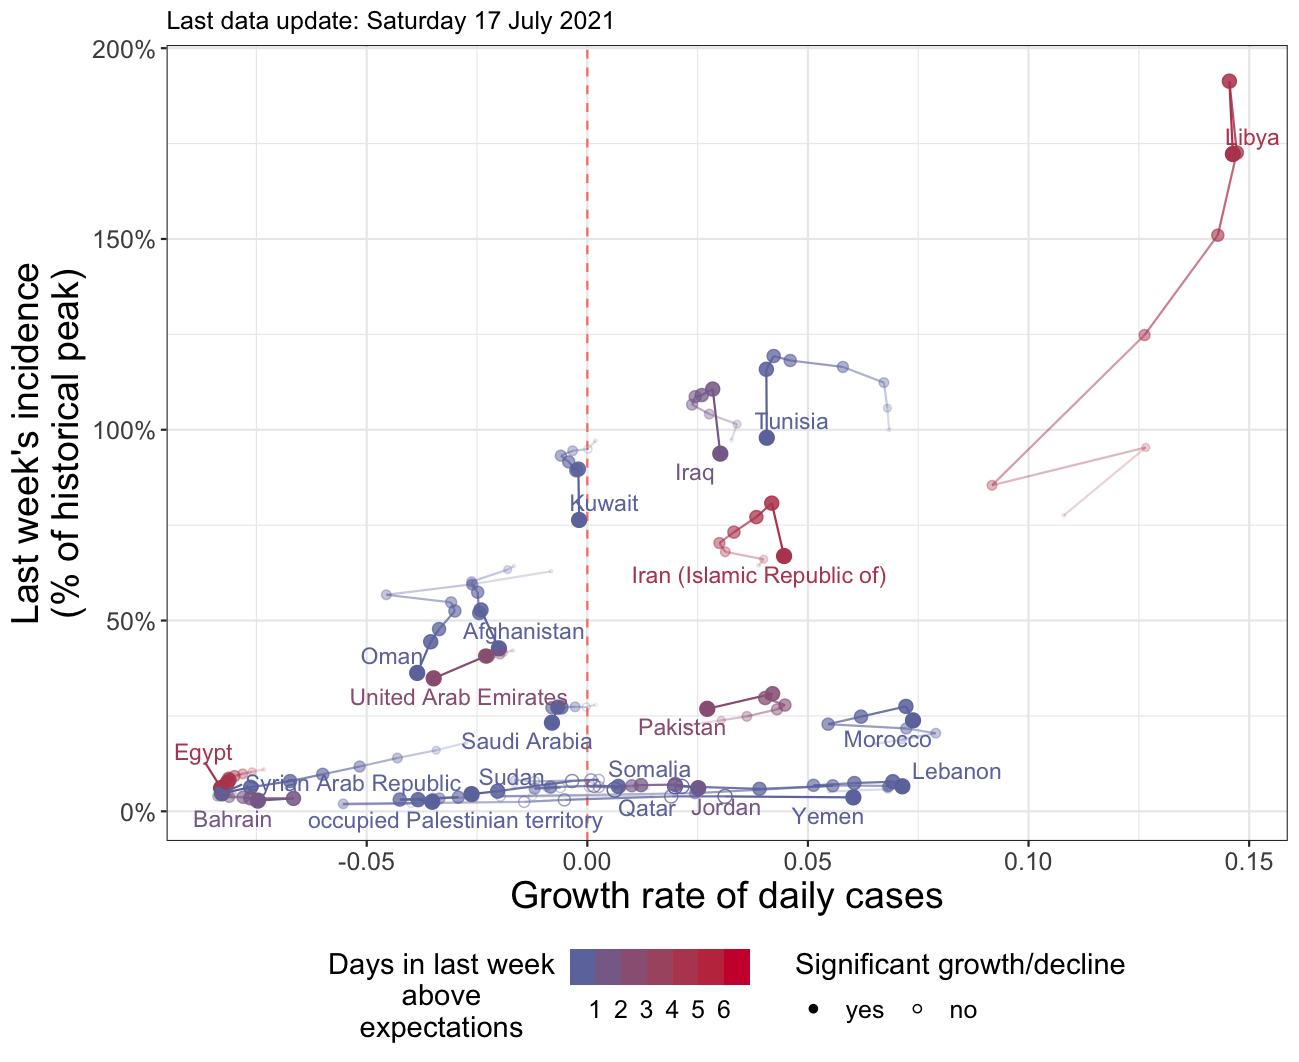 Last data update: Saturday 17 July 2021
200%
150%
100%
50%
0%
Last week's incidence
(% of historical peak)
Libya
Tunisia
Iraq
Kuwait
Iran (Islamic Republic of)
Afghanistan
Oman
United Arab Emirates
Pakistan
Saudi Arabia
Morocco
Egypt
Syrian Arab Republic
Sudan
Somalia
Lebanon
Bahrain
occupied Palestinian territory
Qatar
Jordan
Yemen
-0.05
0.00
0.05
0.10
0.15
Growth rate of daily cases
Days in last week
above
expectations
1 2 3 4 5 6
Significant growth/decline
yes
no